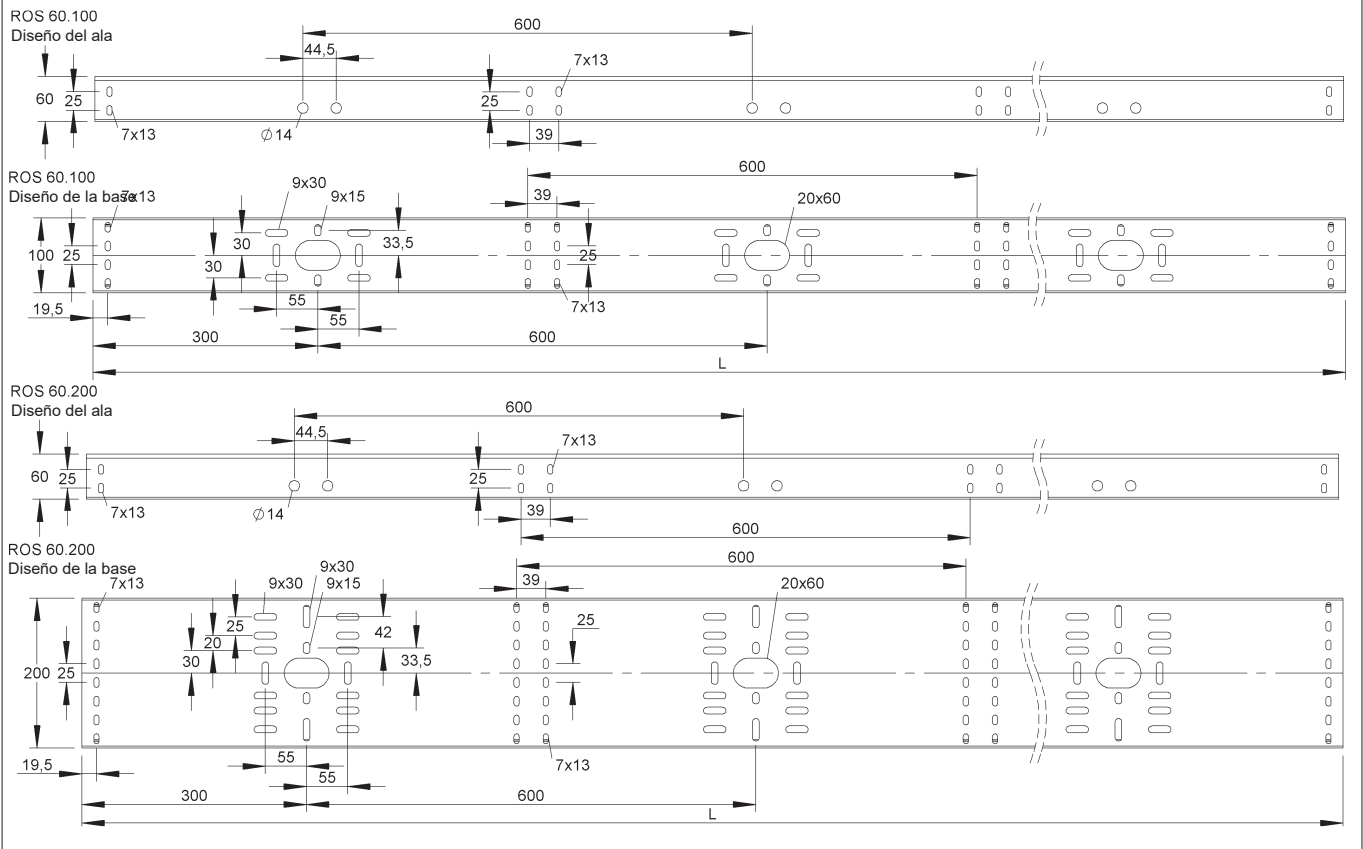 ROS 60.100
Diseño del ala
600
44,5
7x13
60
25
25
7x13
Ø14
39
ROS 60.100
Diseño de la base
7x13
9x30
9x15
600
39
20x60
30
33,5
100
25
30
25
55
7x13
19,5
55
300
600
L
ROS 60.200
Diseño del ala
600
44,5
7x13
60
25
25
7x13
Ø14
39
600
ROS 60.200
Diseño de la base
600
7x13
9x30
9x30
9x15
39
20x60
25
42
25
20
30
33,5
200
25
55
7x13
19,5
55
300
600
L